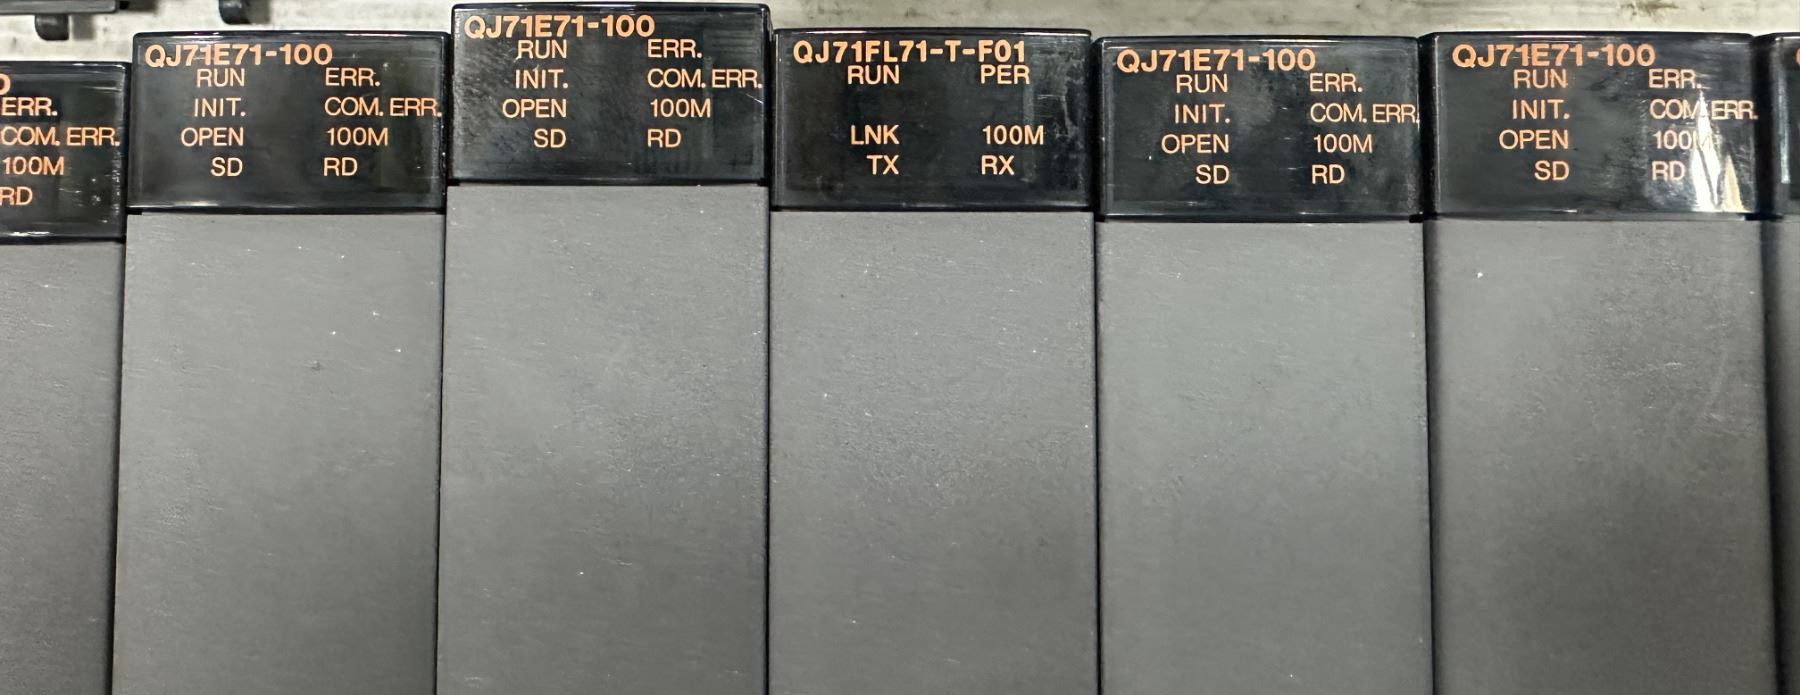 ERR.
COM. ERR.
100M
RD
QJ71E71-100
RUN ERR.
INIT. COM. ERR.
OPEN 100M
SD RD
QJ71E71-100
RUN ERR.
INIT. COM. ERR.
OPEN 100M
SD RD
QJ71FL71-T-F01
RUN PER
LNK 100M
TX RX
QJ71E71-100
RUN ERR.
INIT. COM. ERR.
OPEN 100M
SD RD
QJ71E71-100
RUN ERR.
INIT. COM. ERR.
OPEN 100M
SD RD